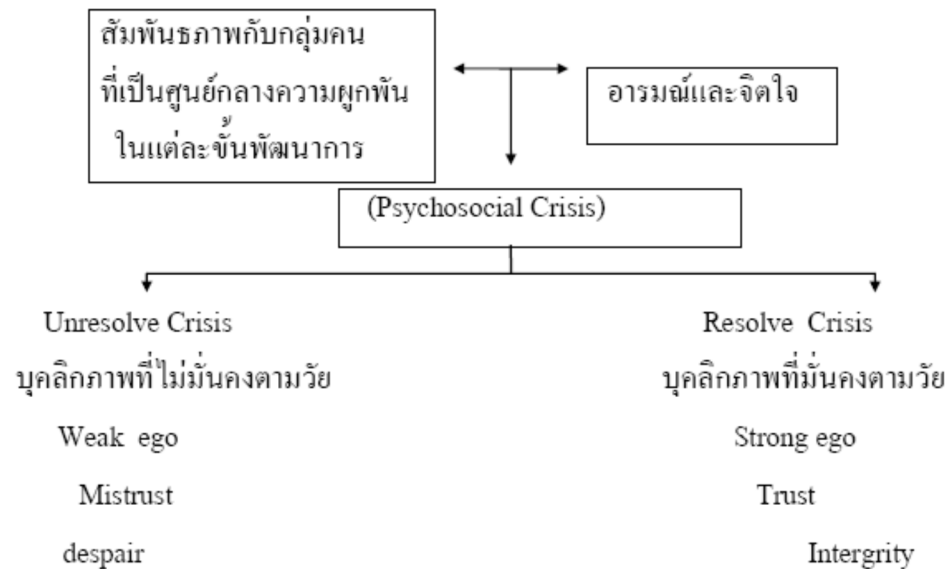 สัมพันธภาพกับกลุ่มคน
ที่เป็นศูนย์กลางความผูกพัน
ในแต่ละขั้นพัฒนาการ
อารมณ์และจิตใจ
(Psychosocial Crisis)
Unresolve Crisis
บุคลิกภาพที่ไม่มั่นคงตามวัย
Weak ego
Mistrust
despair
Resolve Crisis
บุคลิกภาพที่มั่นคงตามวัย
Strong ego
Trust
Intergrity